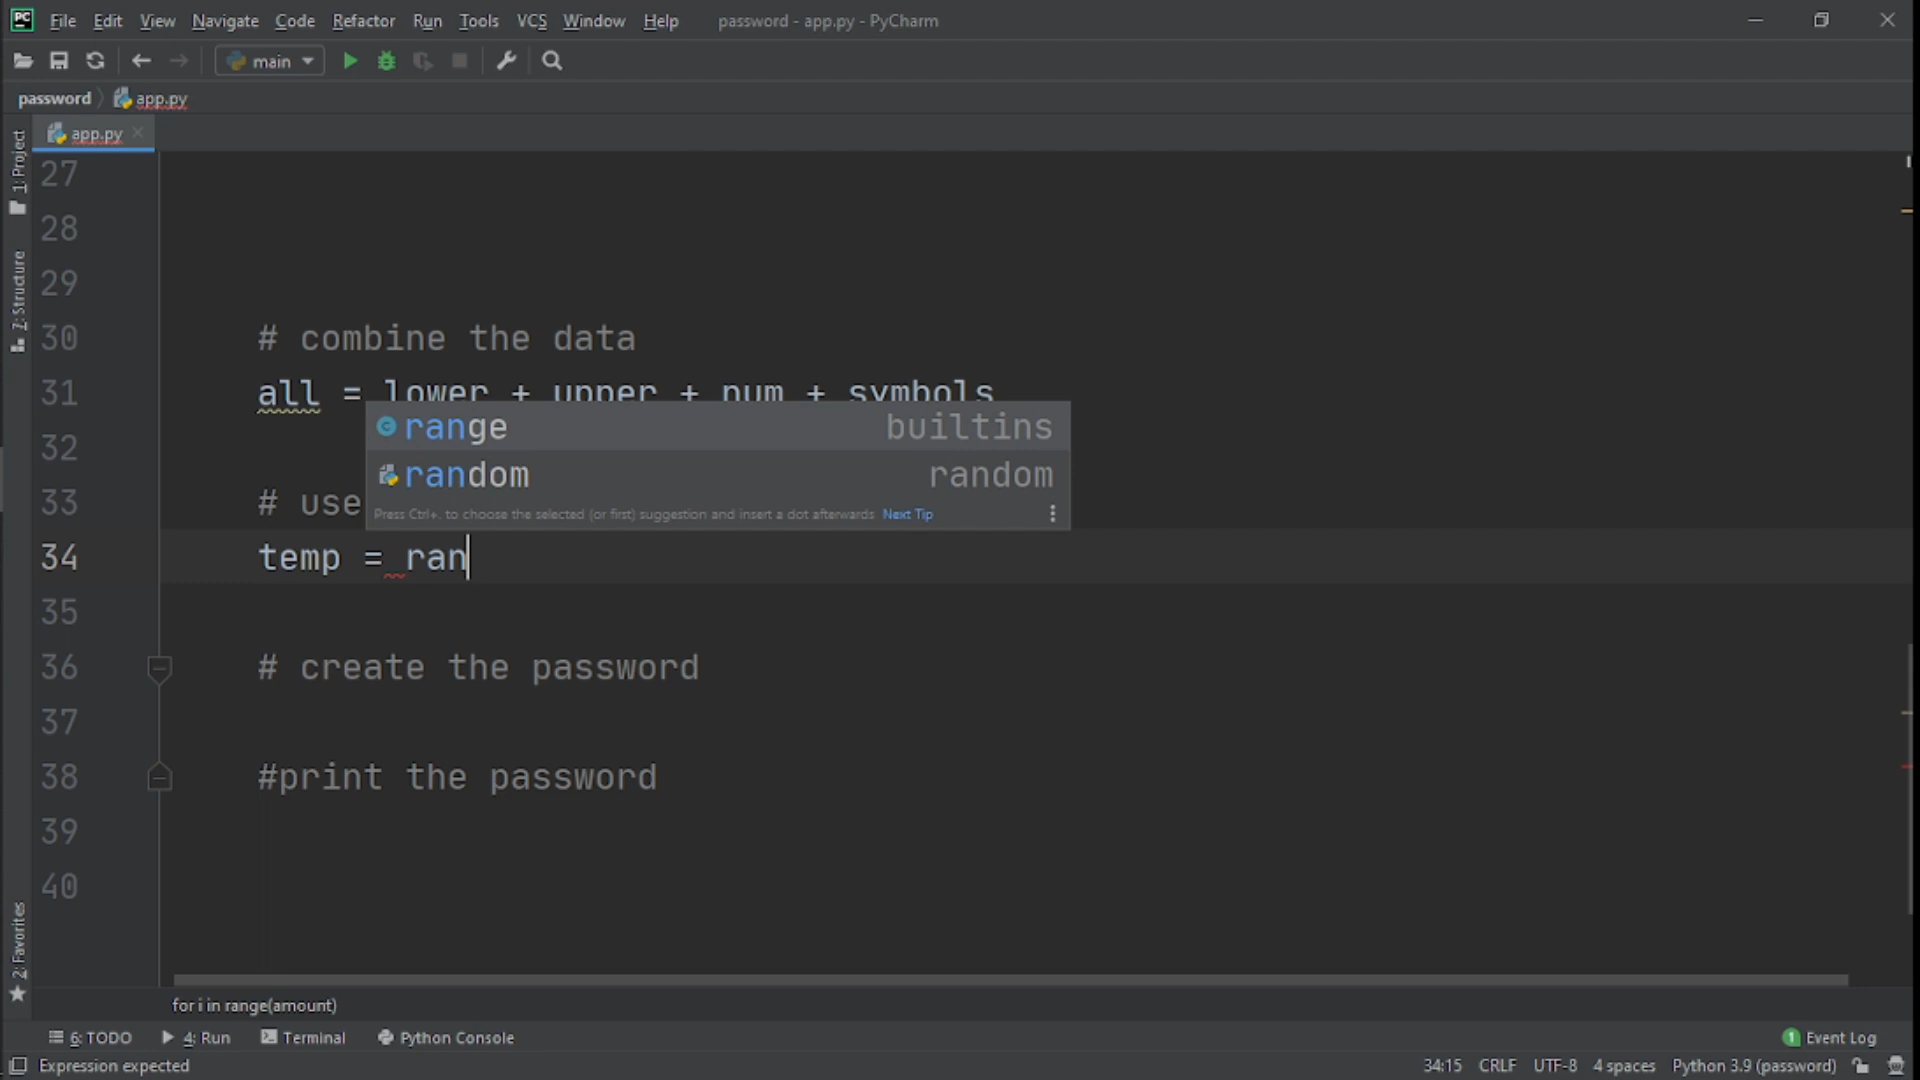 PC File Edit View Navigate Code Refactor Run Tools VCS Window Help password - app.py - PyCharm
main
password app.py
app.py
1: Project
Z: Structure
2: Favorites
27
28
29
30 # combine the data
31 all = lower + upper + num + symbols
32
range builtins
random random
33 # use
Press Ctrl+. to choose the selected (or first) suggestion and insert a dot afterwards Next Tip
34 temp = ran
35
36 # create the password
37
38 #print the password
39
40
for i in range(amount)
6: TODO 4: Run Terminal Python Console 1 Event Log
Expression expected 34:15 CRLF UTF-8 4 spaces Python 3.9 (password)